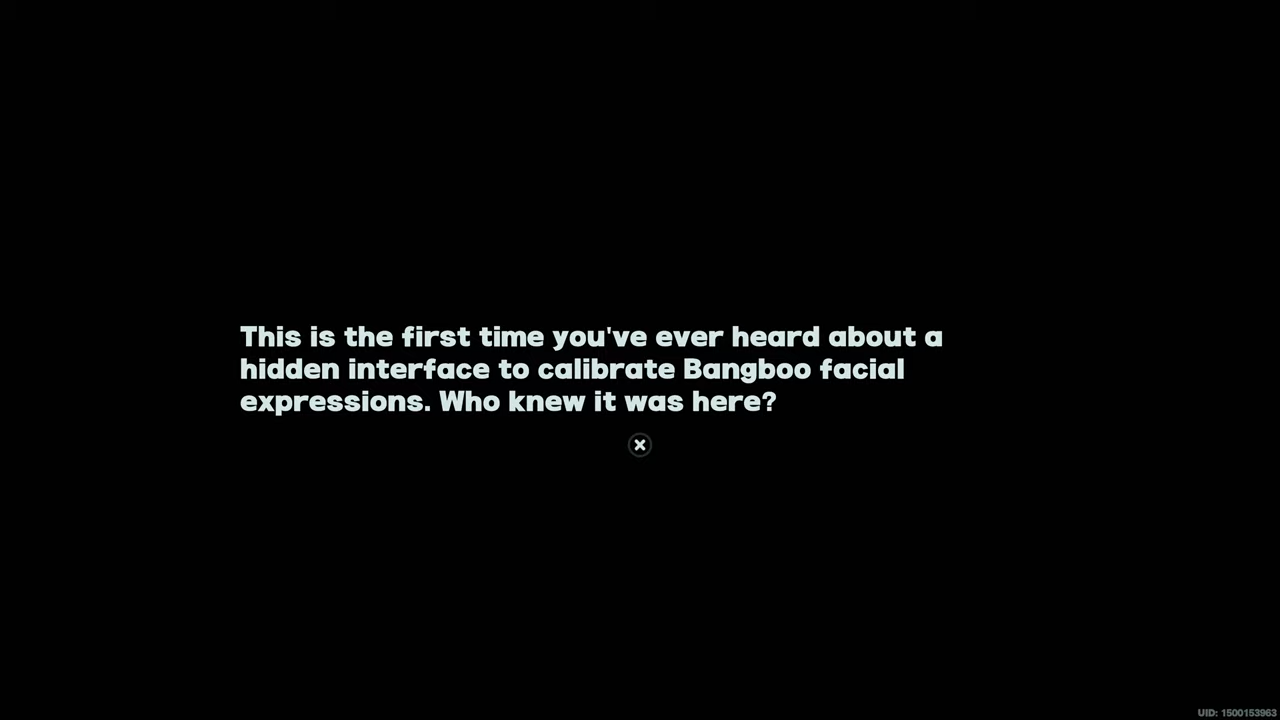 This is the first time you've ever heard about a
hidden interface to calibrate Bangboo facial
expressions. Who knew it was here?
UID: 1500153963